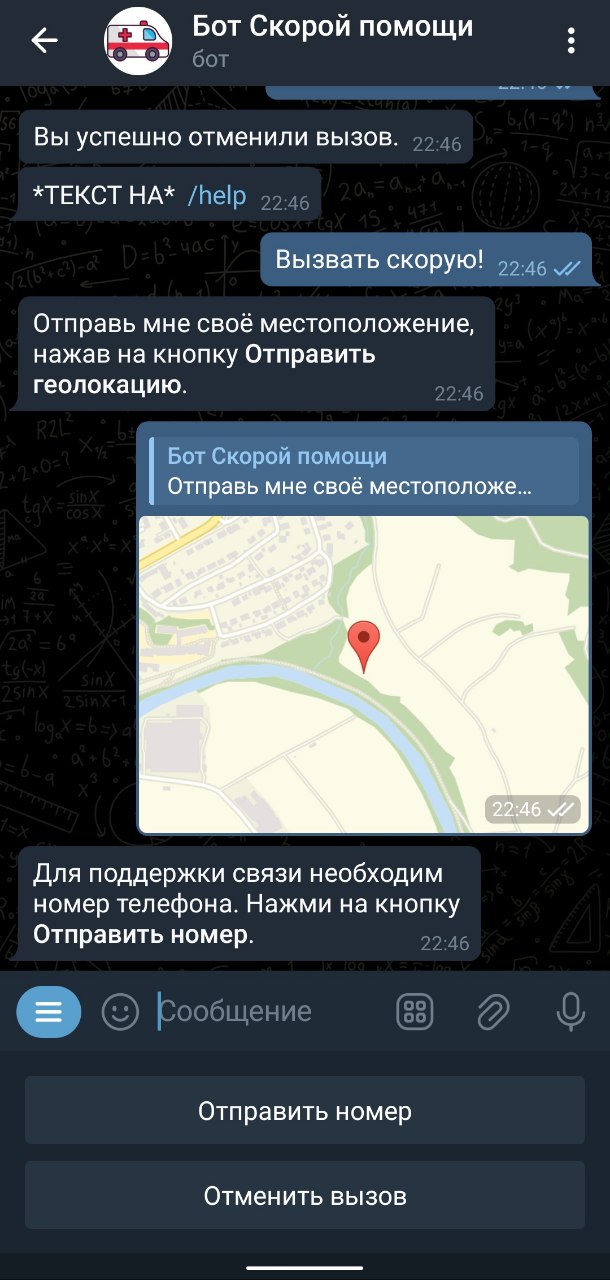 Бот Скорой помощи
бот
Вы успешно отменили вызов. 22:46
*ТЕКСТ НА* /help 22:46
Вызвать скорую! 22:46
Отправь мне своё местоположение,
нажав на кнопку Отправить
геолокацию. 22:46
Бот Скорой помощи
Отправь мне своё местоположе...
22:46
Для поддержки связи необходим
номер телефона. Нажми на кнопку
Отправить номер. 22:46
Сообщение
Отправить номер
Отменить вызов